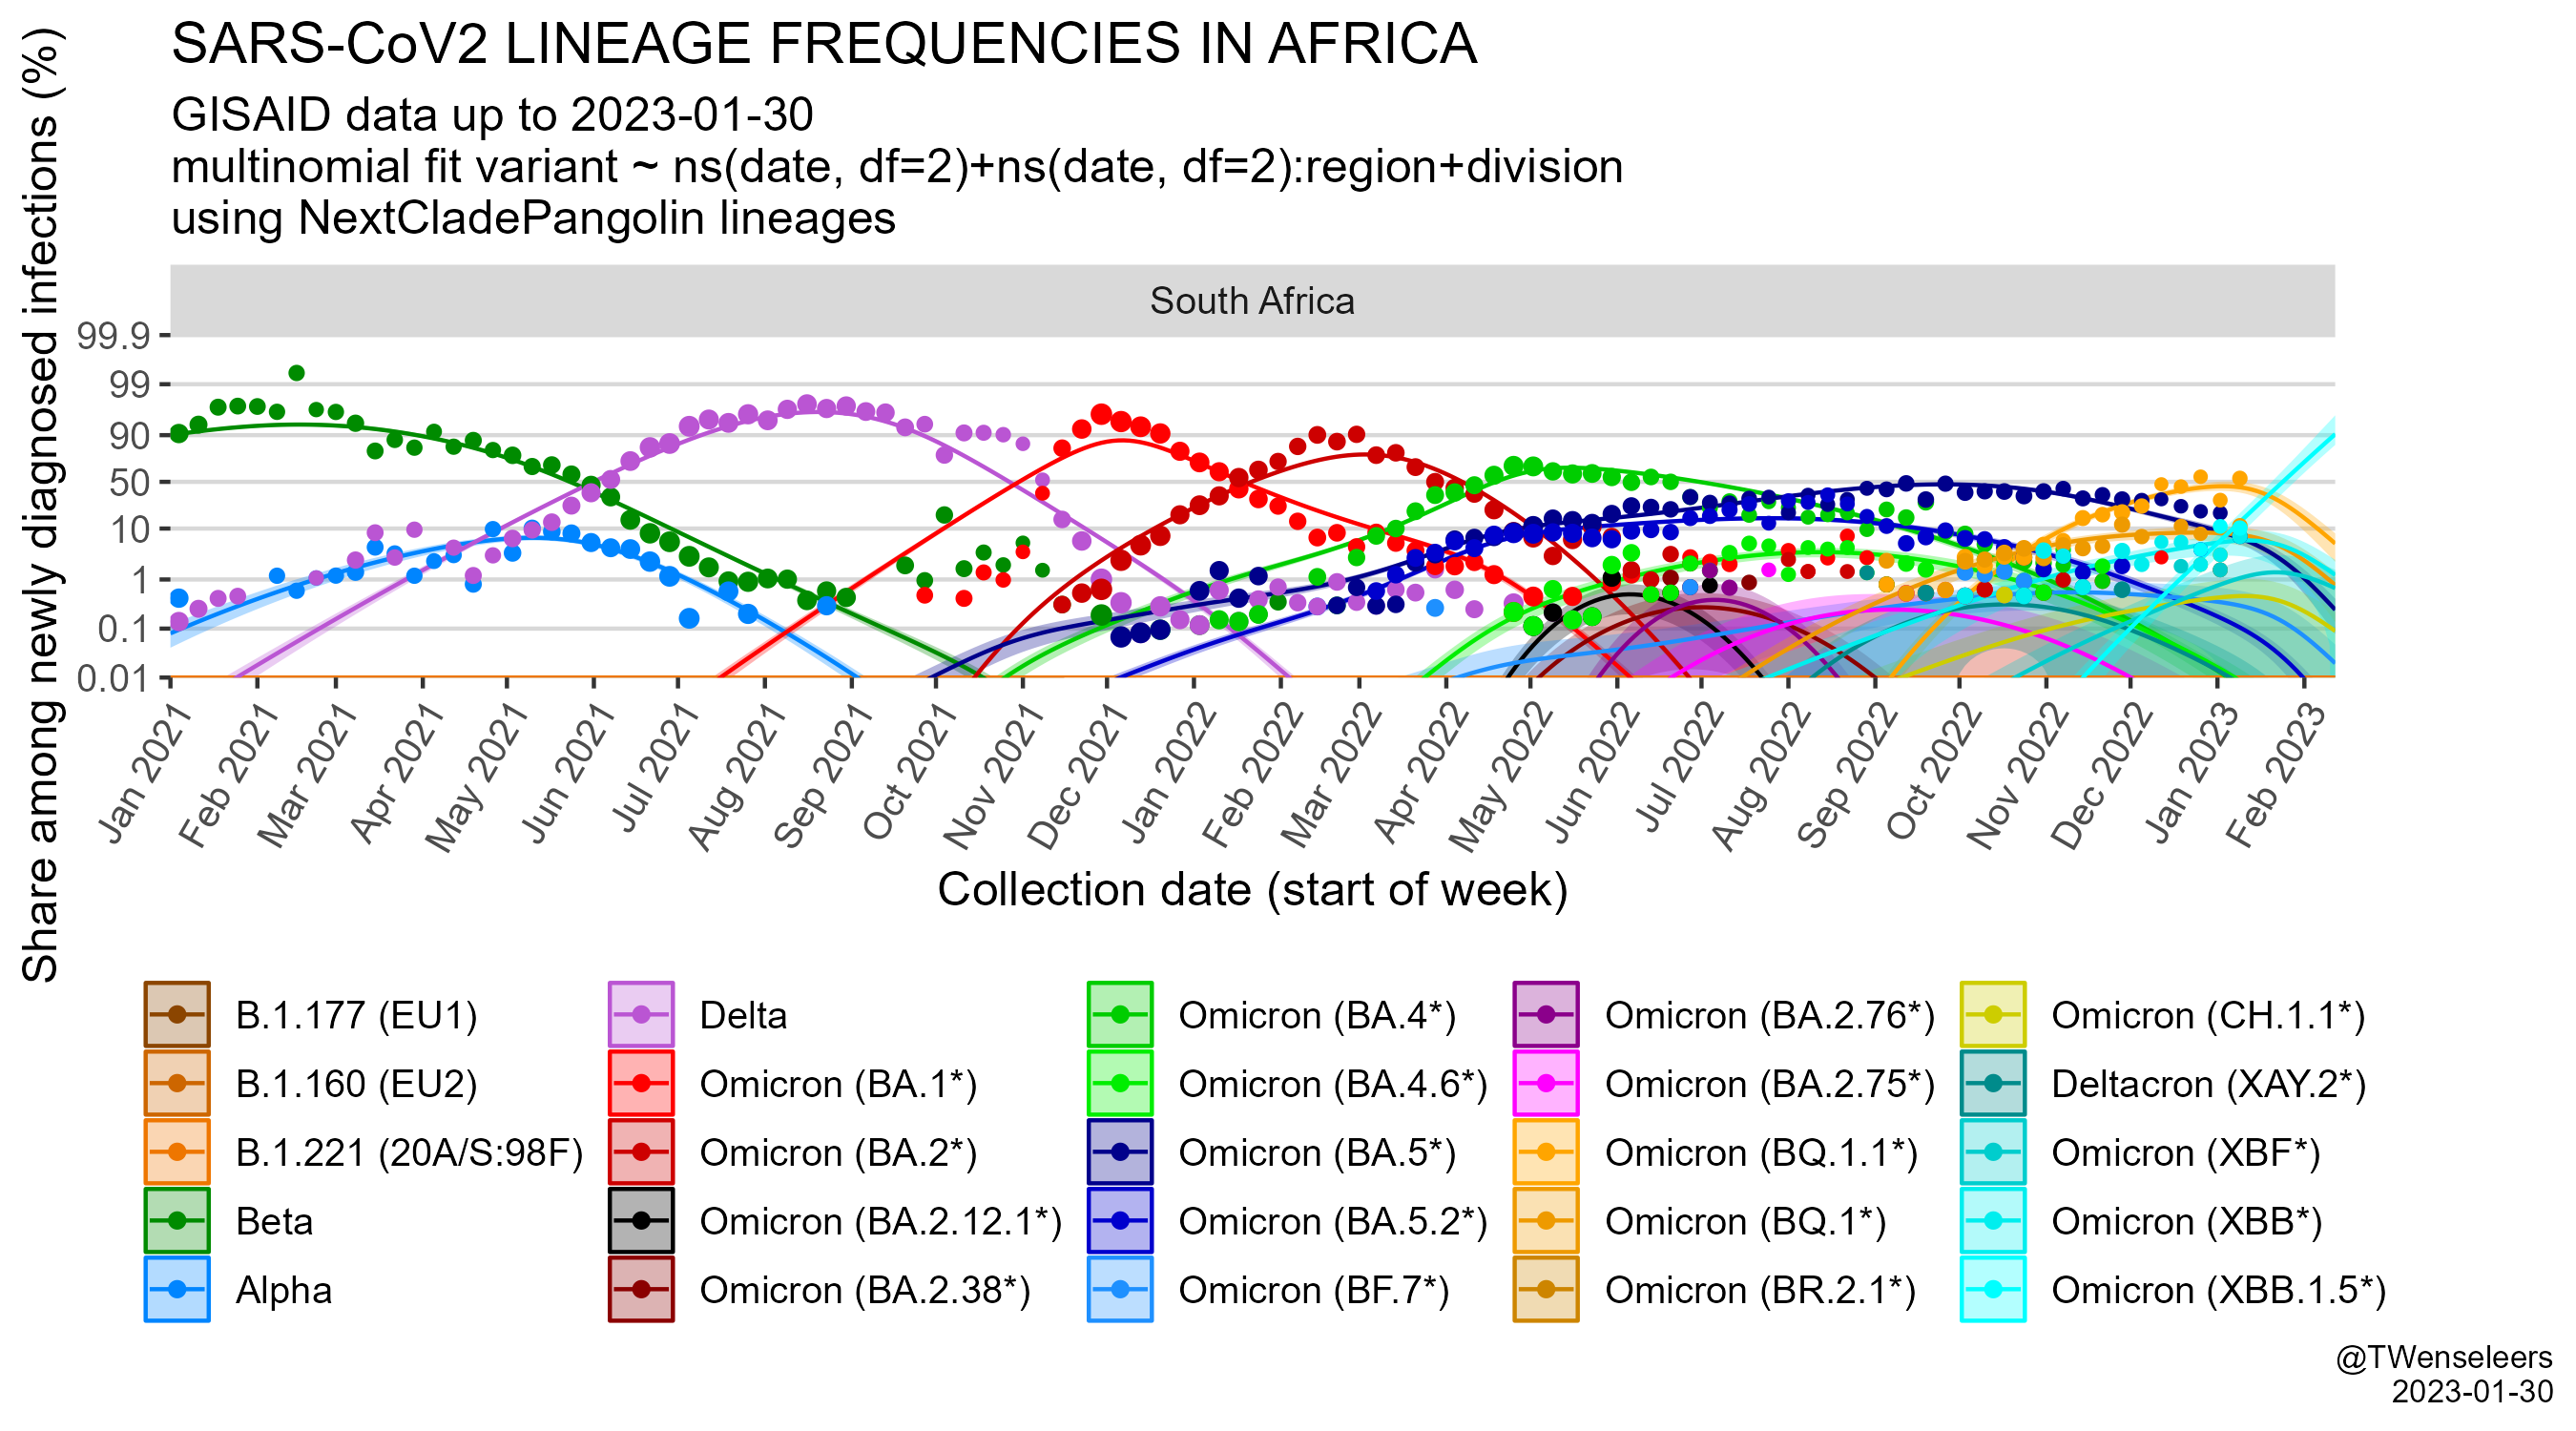 SARS-CoV2 LINEAGE FREQUENCIES IN AFRICA
GISAID data up to 2023-01-30
multinomial fit variant ~ ns(date, df=2)+ns(date, df=2):region+division
using NextCladePangolin lineages
South Africa
Share among newly diagnosed infections (%)
99.9
99
90
50
10
1
0.1
0.01
Jan 2021
Feb 2021
Mar 2021
Apr 2021
May 2021
Jun 2021
Jul 2021
Aug 2021
Sep 2021
Oct 2021
Nov 2021
Dec 2021
Jan 2022
Feb 2022
Mar 2022
Apr 2022
May 2022
Jun 2022
Jul 2022
Aug 2022
Sep 2022
Oct 2022
Nov 2022
Dec 2022
Jan 2023
Feb 2023
Collection date (start of week)
B.1.177 (EU1)
B.1.160 (EU2)
B.1.221 (20A/S:98F)
Beta
Alpha
Delta
Omicron (BA.1*)
Omicron (BA.2*)
Omicron (BA.2.12.1*)
Omicron (BA.2.38*)
Omicron (BA.4*)
Omicron (BA.4.6*)
Omicron (BA.5*)
Omicron (BA.5.2*)
Omicron (BF.7*)
Omicron (BA.2.76*)
Omicron (BA.2.75*)
Omicron (BQ.1.1*)
Omicron (BQ.1*)
Omicron (BR.2.1*)
Omicron (CH.1.1*)
Deltacron (XAY.2*)
Omicron (XBF*)
Omicron (XBB*)
Omicron (XBB.1.5*)
@TWenseleers
2023-01-30